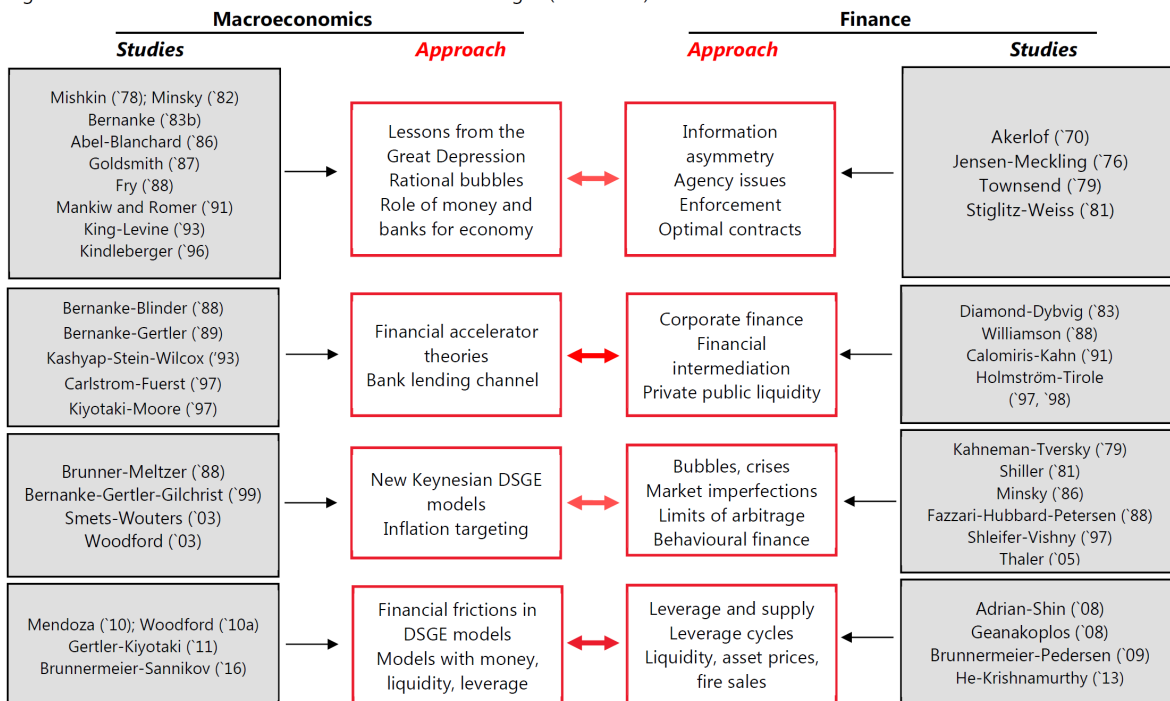 Macroeconomics
Finance
Studies
Approach
Approach
Studies
Mishkin (`78); Minsky (`82)
Bernanke (`83b)
Abel-Blanchard (`86)
Goldsmith (`87)
Fry (`88)
Mankiw and Romer (`91)
King-Levine (`93)
Kindleberger (`96)
Lessons from the
Great Depression
Rational bubbles
Role of money and
banks for economy
Information
asymmetry
Agency issues
Enforcement
Optimal contracts
Akerlof (`70)
Jensen-Meckling (`76)
Townsend (`79)
Stiglitz-Weiss (`81)
Bernanke-Blinder (`88)
Bernanke-Gertler (`89)
Kashyap-Stein-Wilcox (’93)
Carlstrom-Fuerst (`97)
Kiyotaki-Moore (`97)
Financial accelerator
theories
Bank lending channel
Corporate finance
Financial
intermediation
Private public liquidity
Diamond-Dybvig (`83)
Williamson (`88)
Calomiris-Kahn (`91)
Holmström-Tirole
(`97, `98)
Brunner-Meltzer (`88)
Bernanke-Gertler-Gilchrist (`99)
Smets-Wouters (`03)
Woodford (`03)
New Keynesian DSGE
models
Inflation targeting
Bubbles, crises
Market imperfections
Limits of arbitrage
Behavioural finance
Kahneman-Tversky (`79)
Shiller (`81)
Minsky (`86)
Fazzari-Hubbard-Petersen (`88)
Shleifer-Vishny (`97)
Thaler (`05)
Mendoza (`10); Woodford (`10a)
Gertler-Kiyotaki (`11)
Brunnermeier-Sannikov (`16)
Financial frictions in
DSGE models
Models with money,
liquidity, leverage
Leverage and supply
Leverage cycles
Liquidity, asset prices,
fire sales
Adrian-Shin (`08)
Geanakoplos (`08)
Brunnermeier-Pedersen (`09)
He-Krishnamurthy (`13)